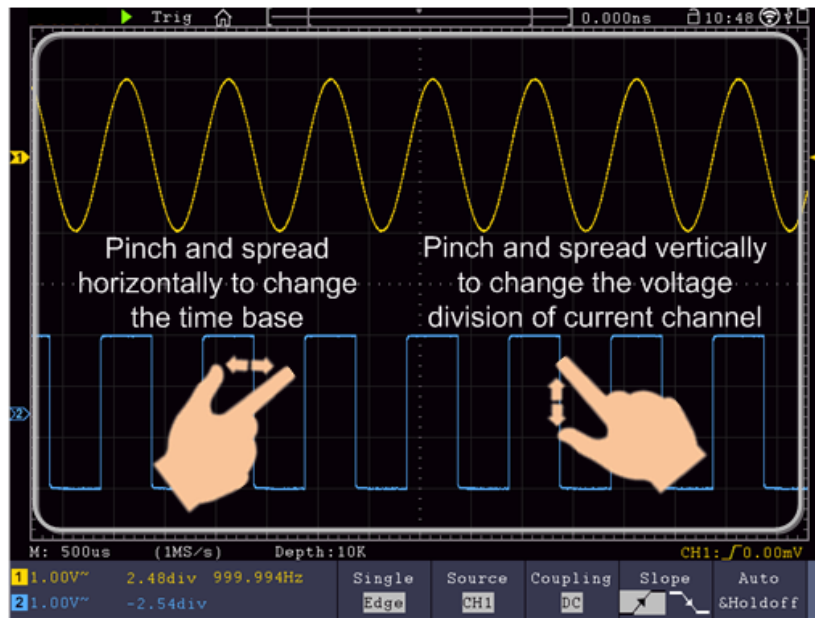 Trig 0.000ns 10:48
1
Pinch and spread
horizontally to change
the time base
Pinch and spread vertically
to change the voltage
division of current channel
2
M: 500us (1MS/s) Depth:10K CH1: 0.00mV
1 1.00V~ 2.48div 999.994Hz
2 1.00V~ -2.54div
Single
Edge
Source
CH1
Coupling
DC
Slope
Auto
&Holdoff